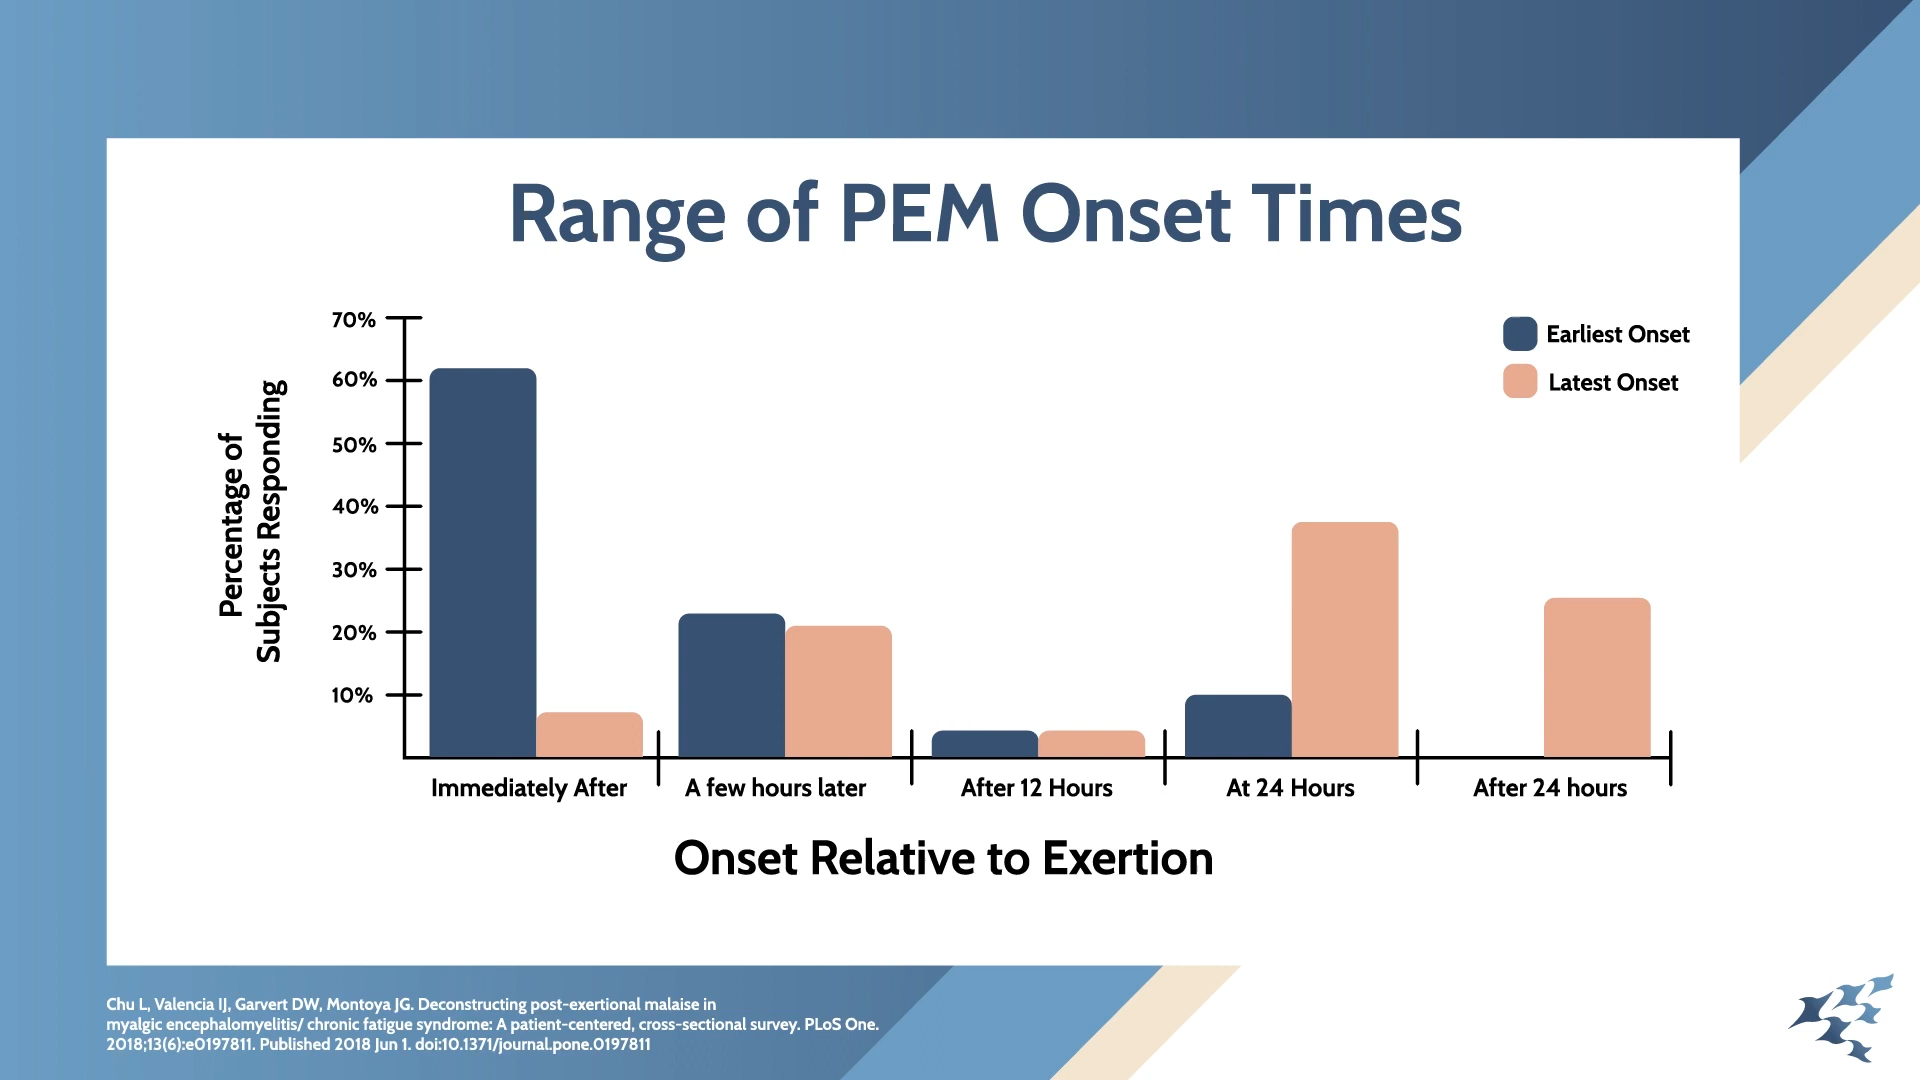 Range of PEM Onset Times
Percentage of
Subjects Responding
70%
60%
50%
40%
30%
20%
10%
Earliest Onset
Latest Onset
Immediately After
A few hours later
After 12 Hours
At 24 Hours
After 24 hours
Onset Relative to Exertion
Chu L, Valencia IJ, Garvert DW, Montoya JG. Deconstructing post-exertional malaise in
myalgic encephalomyelitis/ chronic fatigue syndrome: A patient-centered, cross-sectional survey. PLoS One.
2018;13(6):e0197811. Published 2018 Jun 1. doi:10.1371/journal.pone.0197811